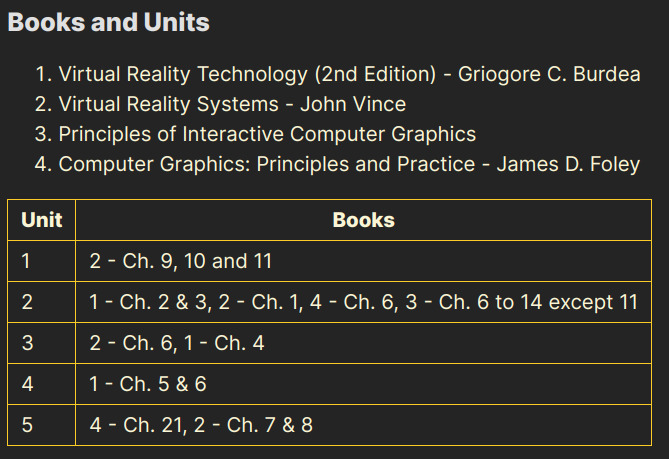 Books and Units
1. Virtual Reality Technology (2nd Edition) - Griogore C. Burdea
2. Virtual Reality Systems - John Vince
3. Principles of Interactive Computer Graphics
4. Computer Graphics: Principles and Practice - James D. Foley
Unit Books
1 2 - Ch. 9, 10 and 11
2 1 - Ch. 2 & 3, 2 - Ch. 1, 4 - Ch. 6, 3 - Ch. 6 to 14 except 11
3 2 - Ch. 6, 1 - Ch. 4
4 1 - Ch. 5 & 6
5 4 - Ch. 21, 2 - Ch. 7 & 8